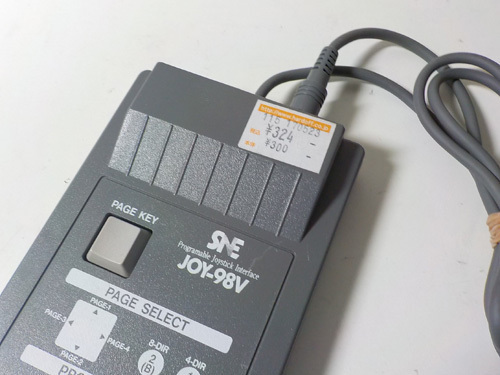 ¥324 -
¥300 -
PAGE KEY
SNE
Programable Joystick Interface
JOY-98V
PAGE SELECT
PAGE-1
PAGE-3
PAGE-4
PAGE-2
8-DIR
4-DIR
2
(B)